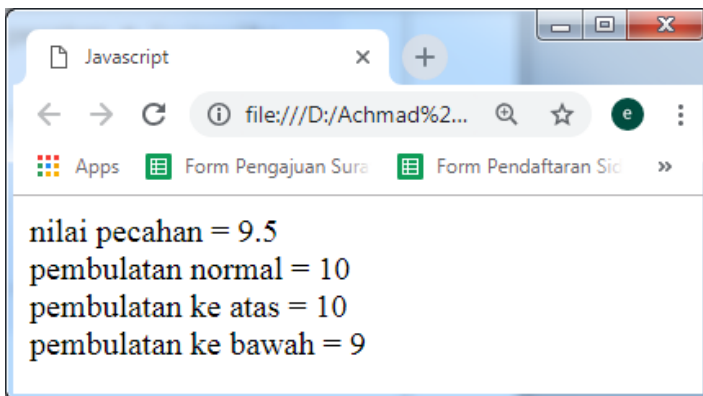 Javascript
file:///D:/Achmad%2...
e
Apps Form Pengajuan Sura Form Pendaftaran Sid
nilai pecahan = 9.5
pembulatan normal = 10
pembulatan ke atas = 10
pembulatan ke bawah = 9